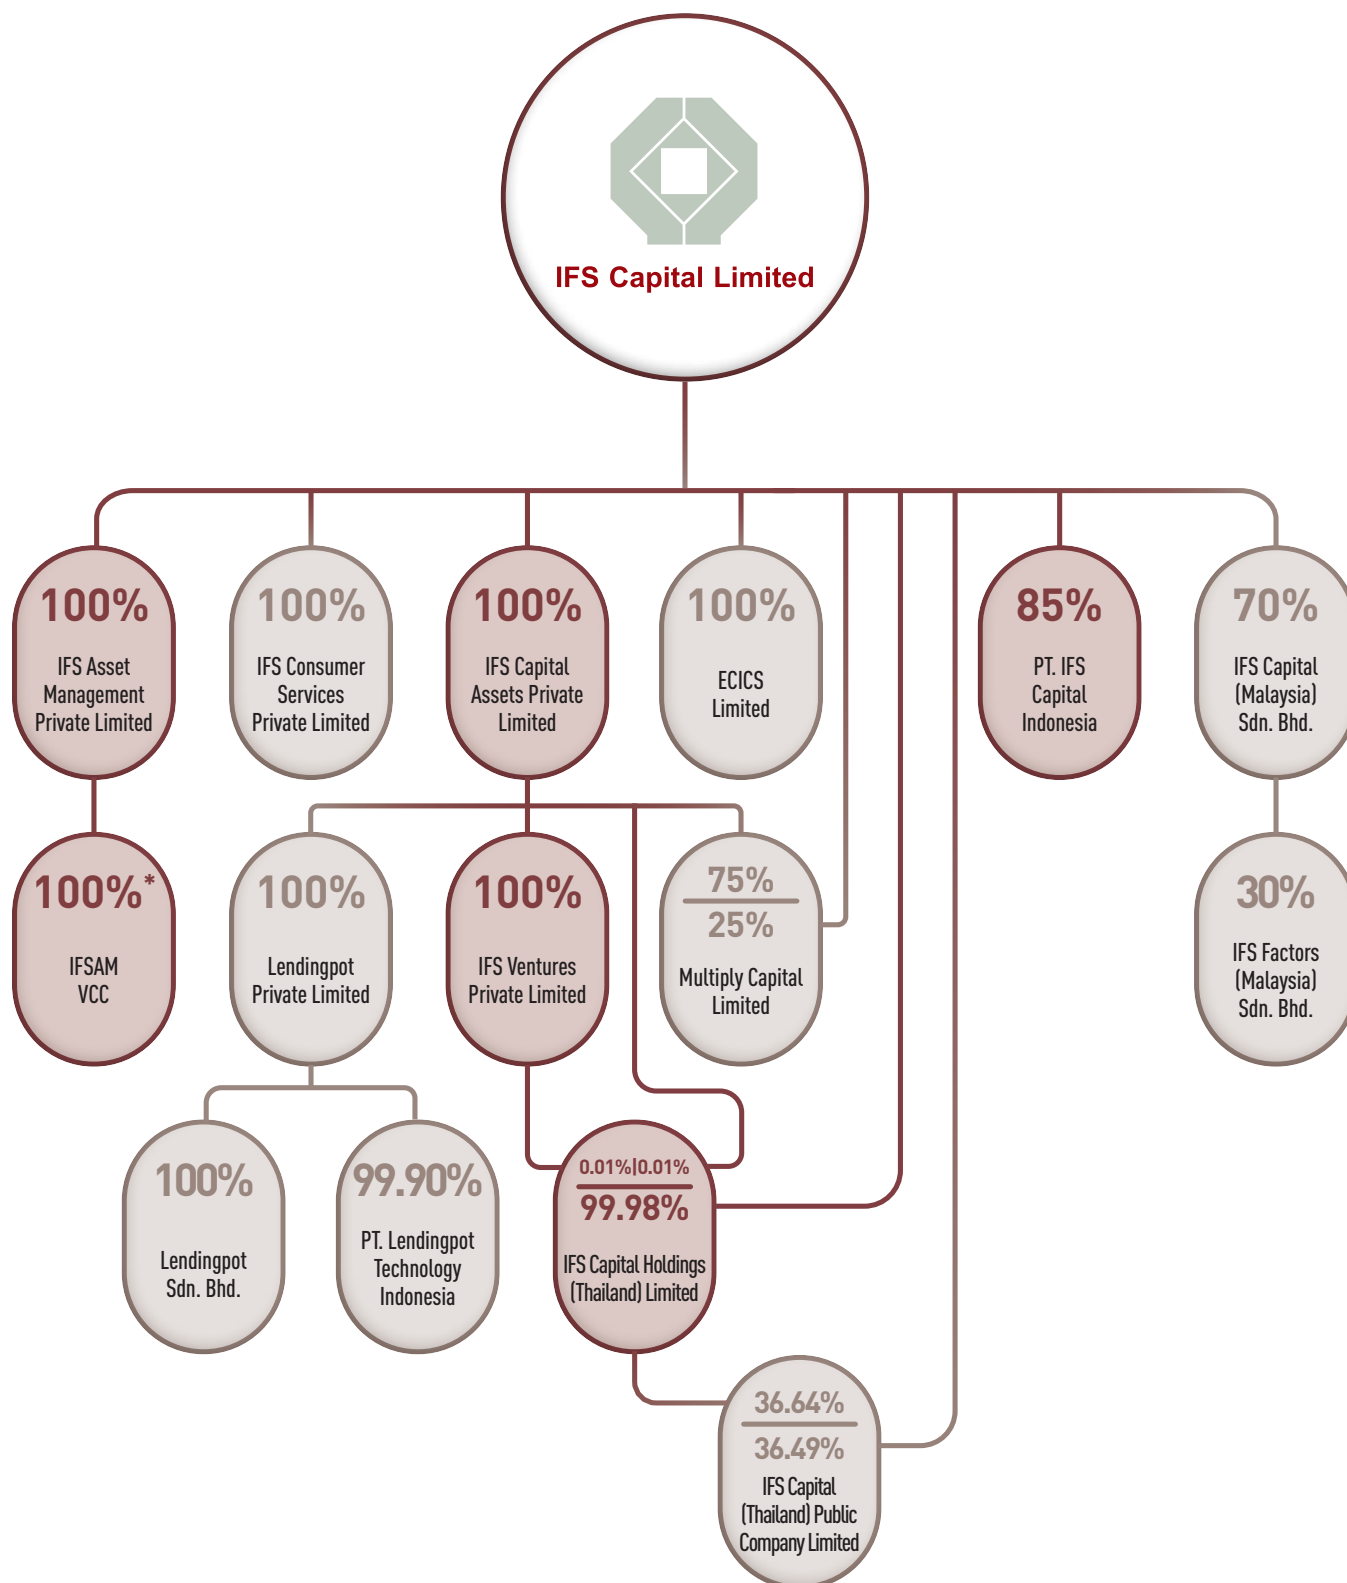 IFS Capital Limited
100%
IFS Asset
Management
Private Limited
100%
IFS Consumer
Services
Private Limited
100%
IFS Capital
Assets Private
Limited
100%
ECICS
Limited
85%
PT. IFS
Capital
Indonesia
70%
IFS Capital
(Malaysia)
Sdn. Bhd.
100%*
IFSAM
VCC
100%
Lendingpot
Private Limited
100%
IFS Ventures
Private Limited
75%
25%
Multiply Capital
Limited
30%
IFS Factors
(Malaysia)
Sdn. Bhd.
100%
Lendingpot
Sdn. Bhd.
99.90%
PT. Lendingpot
Technology
Indonesia
0.01%|0.01%
99.98%
IFS Capital Holdings
(Thailand) Limited
36.64%
36.49%
IFS Capital
(Thailand) Public
Company Limited